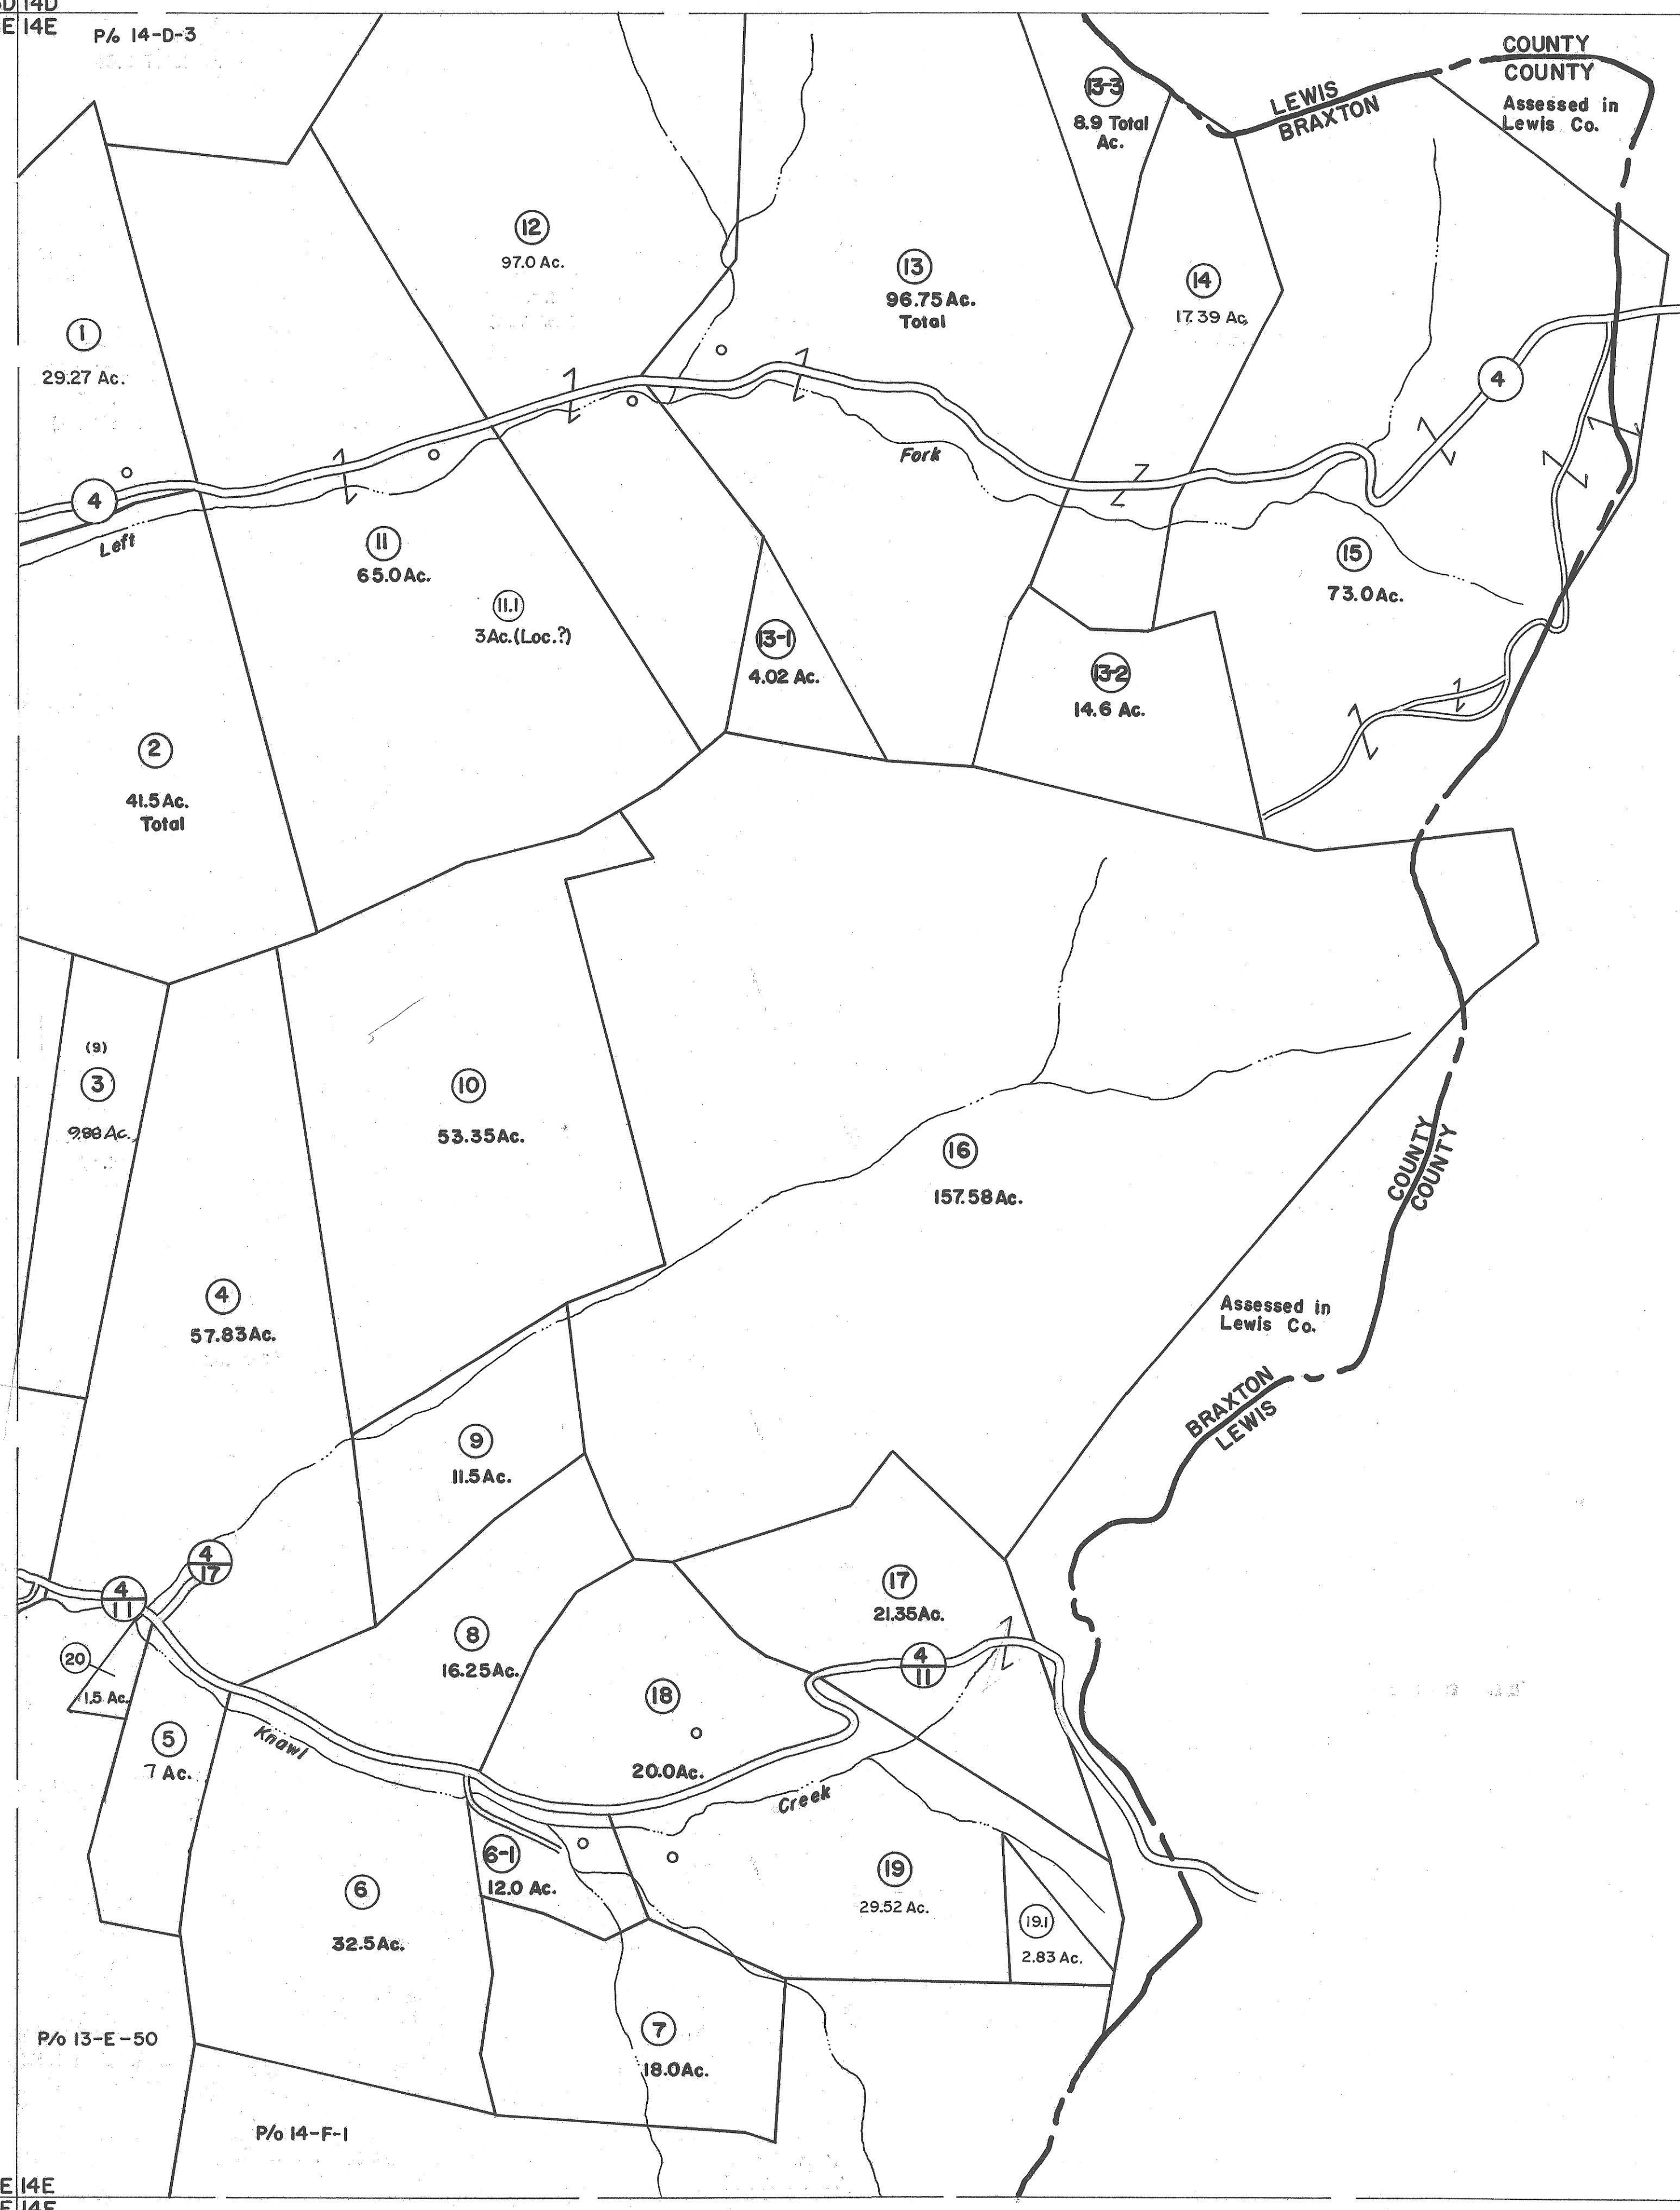 14D
14E
P/o 14-D-3
COUNTY
COUNTY
Assessed in
Lewis Co.
LEWIS
BRAXTON
13-3
8.9 Total
Ac.
12
97.0 Ac.
13
96.75 Ac.
Total
14
17.39 Ac.
1
29.27 Ac.
4
4
Left
Fork
11
65.0 Ac.
11.1
3 Ac. (Loc.?)
15
73.0 Ac.
13-1
4.02 Ac.
13-2
14.6 Ac.
2
41.5 Ac.
Total
(9)
3
9.88 Ac.
10
53.35 Ac.
16
157.58 Ac.
COUNTY
COUNTY
4
57.83 Ac.
Assessed in
Lewis Co.
BRAXTON
LEWIS
9
11.5 Ac.
4
17
4
11
17
21.35 Ac.
20
1.5 Ac.
8
16.25 Ac.
4
11
18
20.0 Ac.
5
7 Ac.
Knawl
Creek
6-1
12.0 Ac.
6
32.5 Ac.
19
29.52 Ac.
19.1
2.83 Ac.
7
18.0 Ac.
P/o 13-E-50
P/o 14-F-1
E 14E